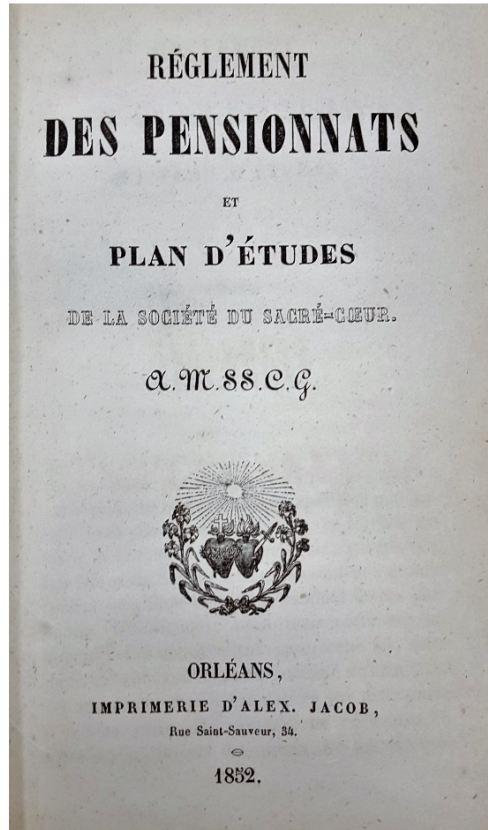 RÉGLEMENT
DES PENSIONNATS
ET
PLAN D'ÉTUDES
DE LA SOCIÉTÉ DU SACRÉ-CŒUR.
A.M.SS.C.G.
ORLÉANS,
IMPRIMERIE D'ALEX. JACOB,
Rue Saint-Sauveur, 34.
1852.